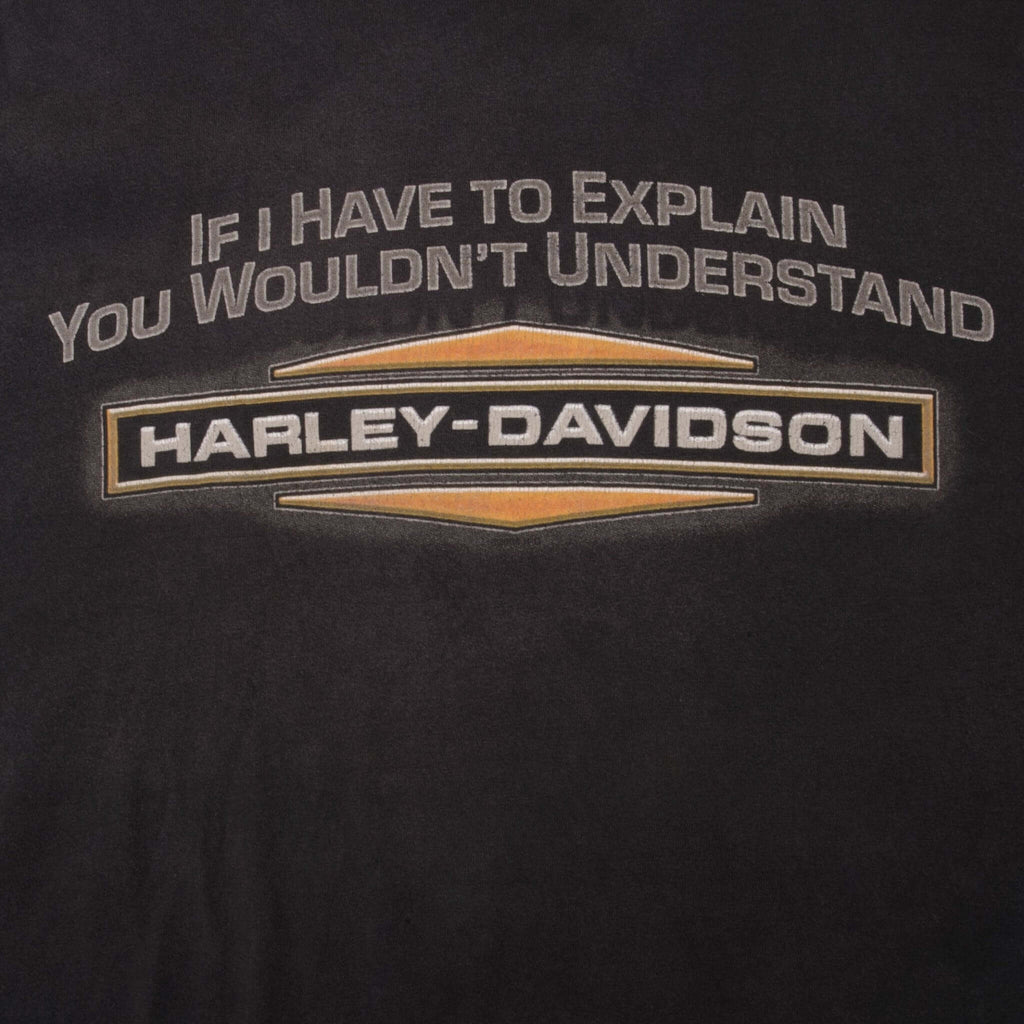 If I Have to Explain
You Wouldn't Understand
HARLEY-DAVIDSON